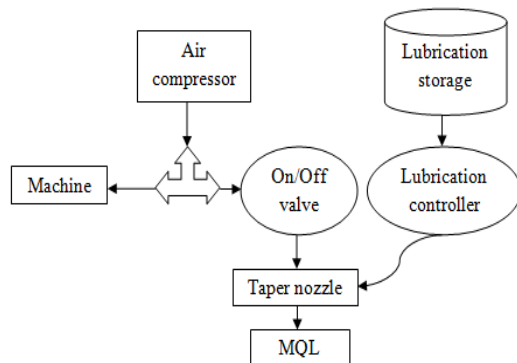 Air
compressor
Lubrication
storage
Machine
On/Off
valve
Lubrication
controller
Taper nozzle
MQL